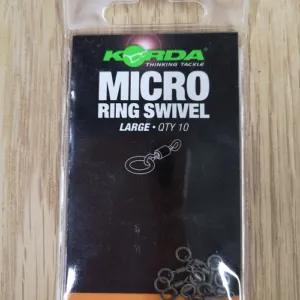 KORDA
THINKING TACKLE
MICRO
RING SWIVEL
LARGE • QTY 10